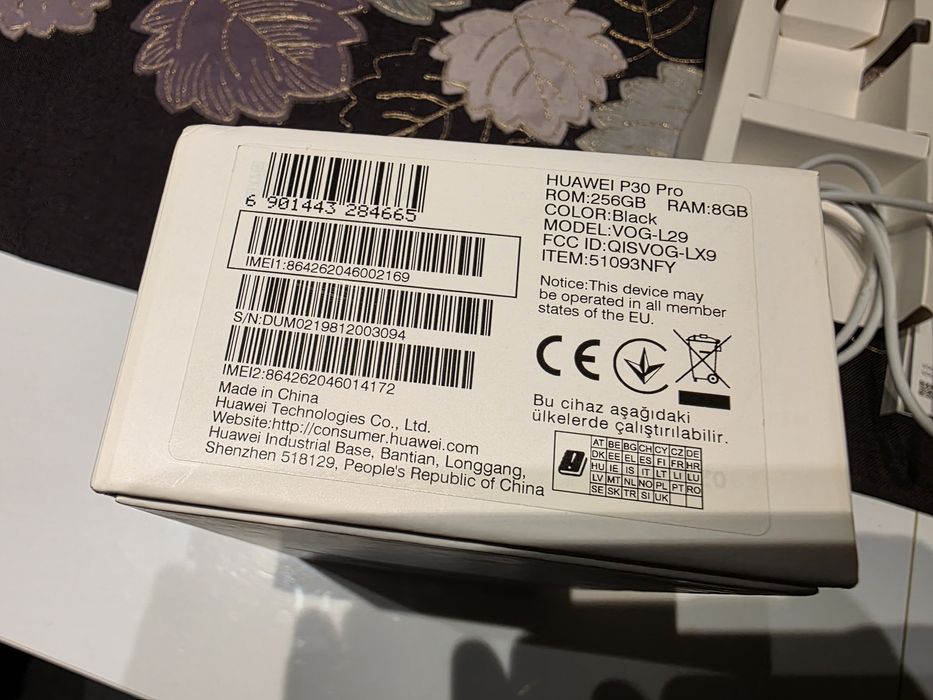 6 901443 284665
IMEI1:864262046002169
S/N:DUM0219812003094
IMEI2:864262046014172
Made in China
Huawei Technologies Co., Ltd.
Website:http://consumer.huawei.com
Huawei Industrial Base, Bantian, Longgang,
Shenzhen 518129, People's Republic of China
HUAWEI P30 Pro
ROM:256GB RAM:8GB
COLOR:Black
MODEL:VOG-L29
FCC ID:QISVOG-LX9
ITEM:51093NFY
Notice:This device may
be operated in all member
states of the EU.
CE
Bu cihaz aşağıdaki
ülkelerde çalıştırılabilir.
AT BE BG CH CY CZ DE
DK EE EL ES FI FR HR
HU IE IS IT LT LI LU
LV MT NL NO PL PT RO
SE SK TR SI UK